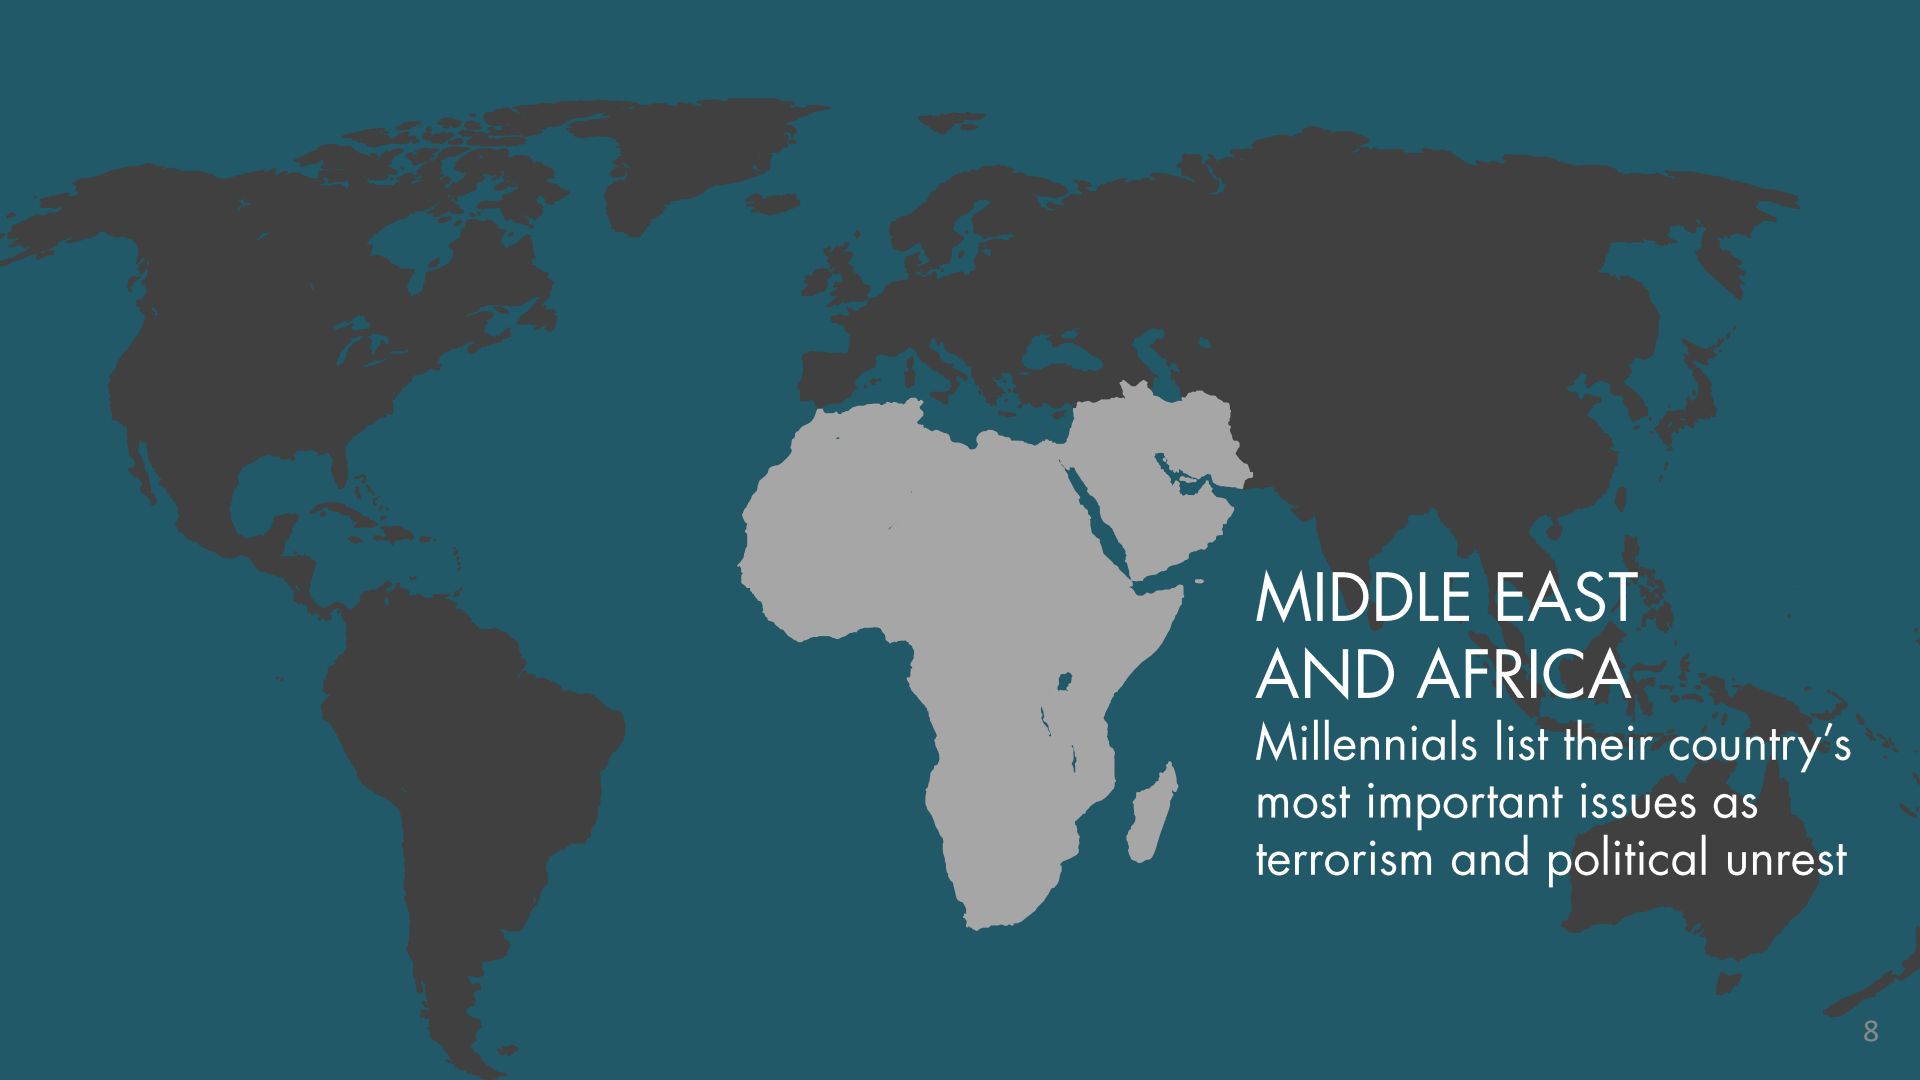 MIDDLE EAST
AND AFRICA
Millennials list their country’s
most important issues as
terrorism and political unrest
8